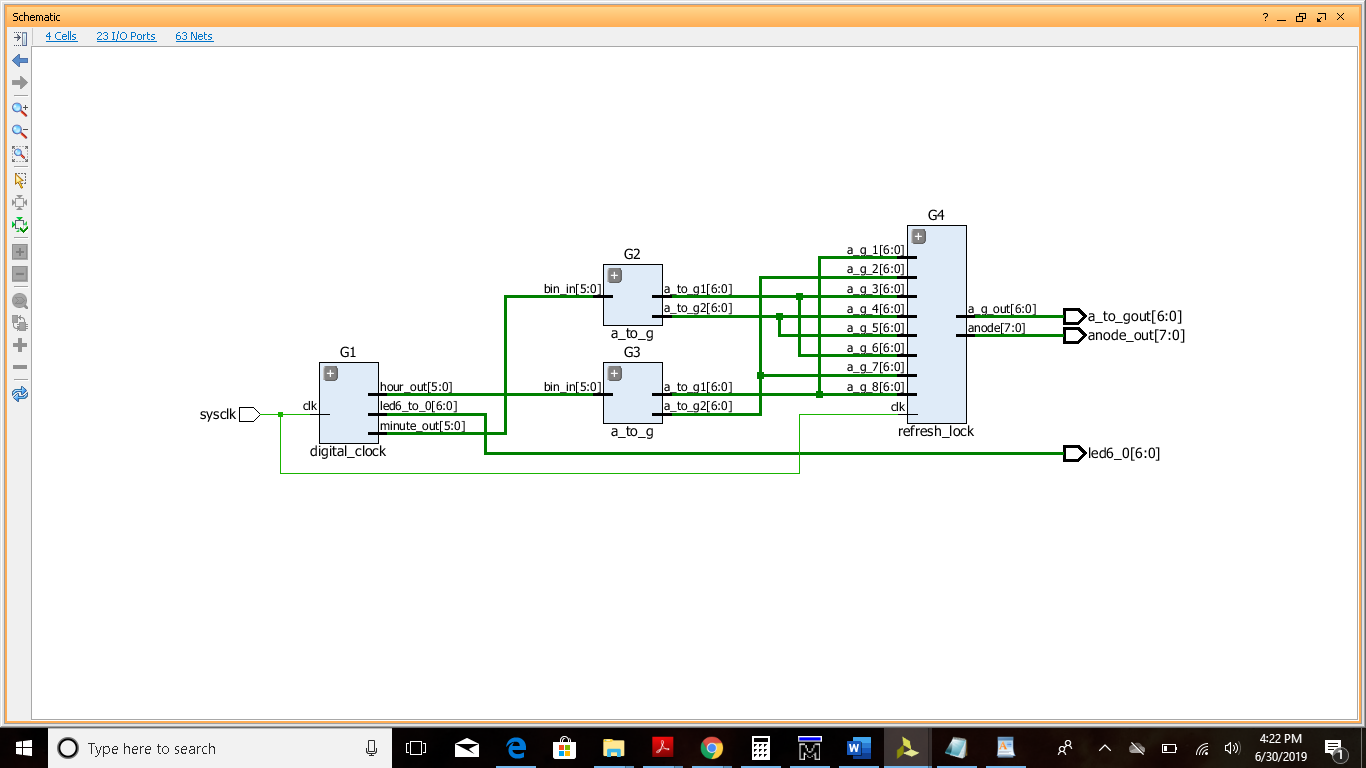 Schematic
4 Cells 23 I/O Ports 63 Nets
G4
a_g_1[6:0]
G2
a_g_2[6:0]
bin_in[5:0] a_to_g1[6:0] a_g_3[6:0]
a_to_g2[6:0] a_g_4[6:0] a_g_out[6:0] a_to_gout[6:0]
a_g_5[6:0] anode[7:0] anode_out[7:0]
a_to_g
G1 G3 a_g_6[6:0]
a_g_7[6:0]
hour_out[5:0] bin_in[5:0] a_to_g1[6:0] a_g_8[6:0]
sysclk clk led6_to_0[6:0] a_to_g2[6:0] clk
minute_out[5:0] a_to_g refresh_lock
digital_clock led6_0[6:0]
Type here to search
4:22 PM
6/30/2019
1